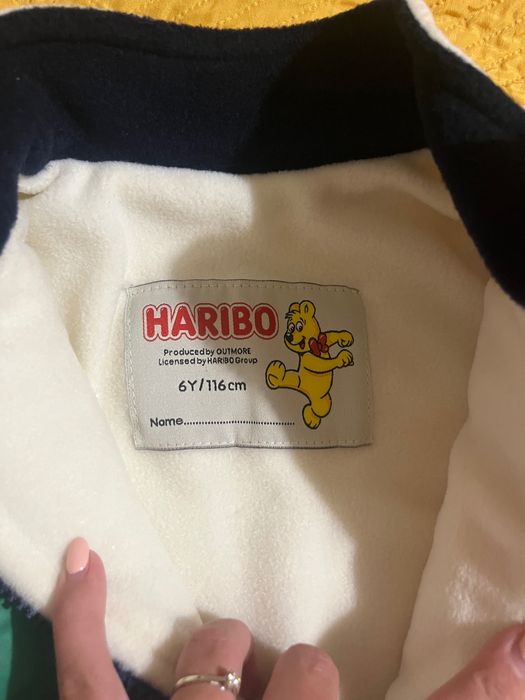 HARIBO
Produced by OUTMORE
Licensed by HARIBO Group
6Y/116cm
Name........................................